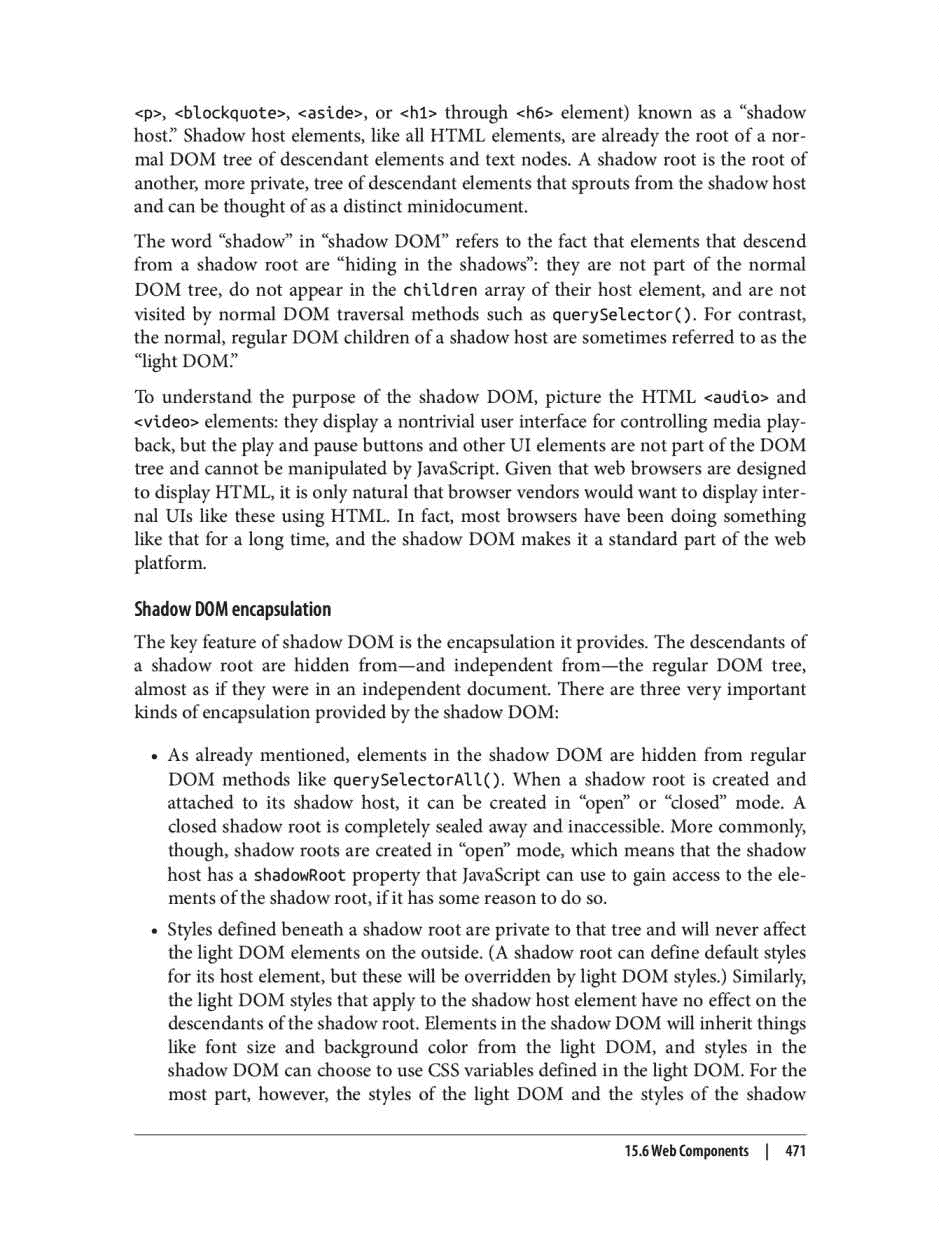 <p>, <blockquote>, <aside>, or <h1> through <h6> element) known as a “shadow
host.” Shadow host elements, like all HTML elements, are already the root of a nor-
mal DOM tree of descendant elements and text nodes. A shadow root is the root of
another, more private, tree of descendant elements that sprouts from the shadow host
and can be thought of as a distinct minidocument.
The word “shadow” in “shadow DOM” refers to the fact that elements that descend
from a shadow root are “hiding in the shadows”: they are not part of the normal
DOM tree, do not appear in the children array of their host element, and are not
visited by normal DOM traversal methods such as querySelector(). For contrast,
the normal, regular DOM children of a shadow host are sometimes referred to as the
“light DOM.”
To understand the purpose of the shadow DOM, picture the HTML <audio> and
<video> elements: they display a nontrivial user interface for controlling media play-
back, but the play and pause buttons and other UI elements are not part of the DOM
tree and cannot be manipulated by JavaScript. Given that web browsers are designed
to display HTML, it is only natural that browser vendors would want to display inter-
nal UIs like these using HTML. In fact, most browsers have been doing something
like that for a long time, and the shadow DOM makes it a standard part of the web
platform.
Shadow DOM encapsulation
The key feature of shadow DOM is the encapsulation it provides. The descendants of
a shadow root are hidden from—and independent from—the regular DOM tree,
almost as if they were in an independent document. There are three very important
kinds of encapsulation provided by the shadow DOM:
• As already mentioned, elements in the shadow DOM are hidden from regular
DOM methods like querySelectorAll(). When a shadow root is created and
attached to its shadow host, it can be created in “open” or “closed” mode. A
closed shadow root is completely sealed away and inaccessible. More commonly,
though, shadow roots are created in “open” mode, which means that the shadow
host has a shadowRoot property that JavaScript can use to gain access to the ele-
ments of the shadow root, if it has some reason to do so.
• Styles defined beneath a shadow root are private to that tree and will never affect
the light DOM elements on the outside. (A shadow root can define default styles
for its host element, but these will be overridden by light DOM styles.) Similarly,
the light DOM styles that apply to the shadow host element have no effect on the
descendants of the shadow root. Elements in the shadow DOM will inherit things
like font size and background color from the light DOM, and styles in the
shadow DOM can choose to use CSS variables defined in the light DOM. For the
most part, however, the styles of the light DOM and the styles of the shadow
15.6 Web Components | 471